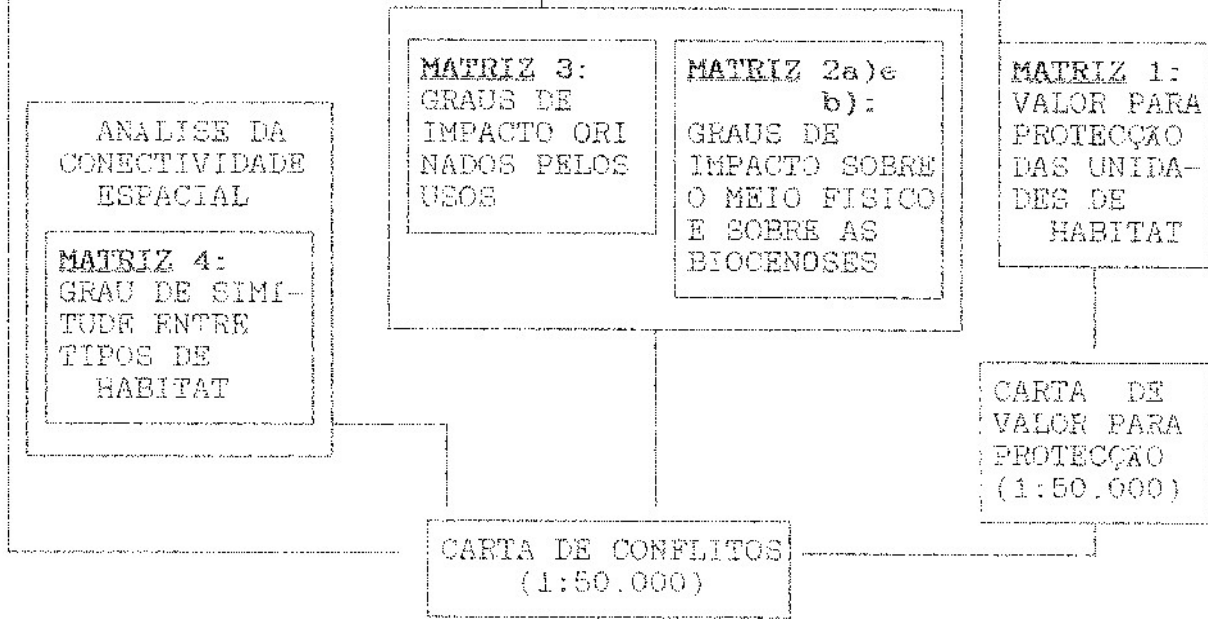 MATRIZ 3:
GRAUS DE
IMPACTO ORI
NADOS PELOS
USOS
MATRIZ 2a)e
b):
GRAUS DE
IMPACTO SOBRE
O MEIO FISICO
E SOBRE AS
BIOCENOSES
MATRIZ 1:
VALOR PARA
PROTECÇÃO
DAS UNIDA-
DES DE
HABITAT
ANALISE DA
CONECTIVIDADE
ESPACIAL
MATRIZ 4:
GRAU DE SIMI-
TUDE ENTRE
TIPOS DE
HABITAT
CARTA DE
VALOR PARA
PROTECÇÃO
(1:50.000)
CARTA DE CONFLITOS
(1:50.000)